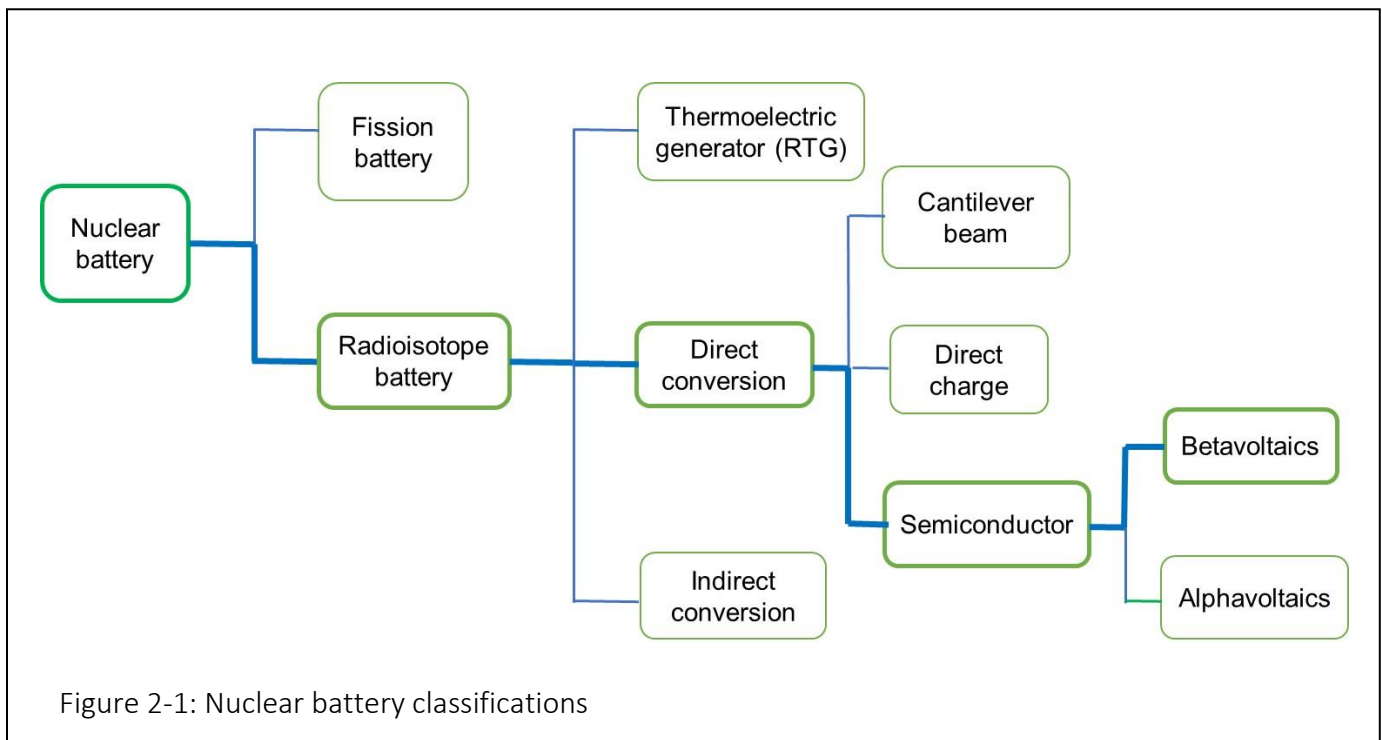 Nuclear
battery
Fission
battery
Radioisotope
battery
Thermoelectric
generator (RTG)
Direct
conversion
Indirect
conversion
Cantilever
beam
Direct
charge
Semiconductor
Betavoltaics
Alphavoltaics
Figure 2-1: Nuclear battery classifications